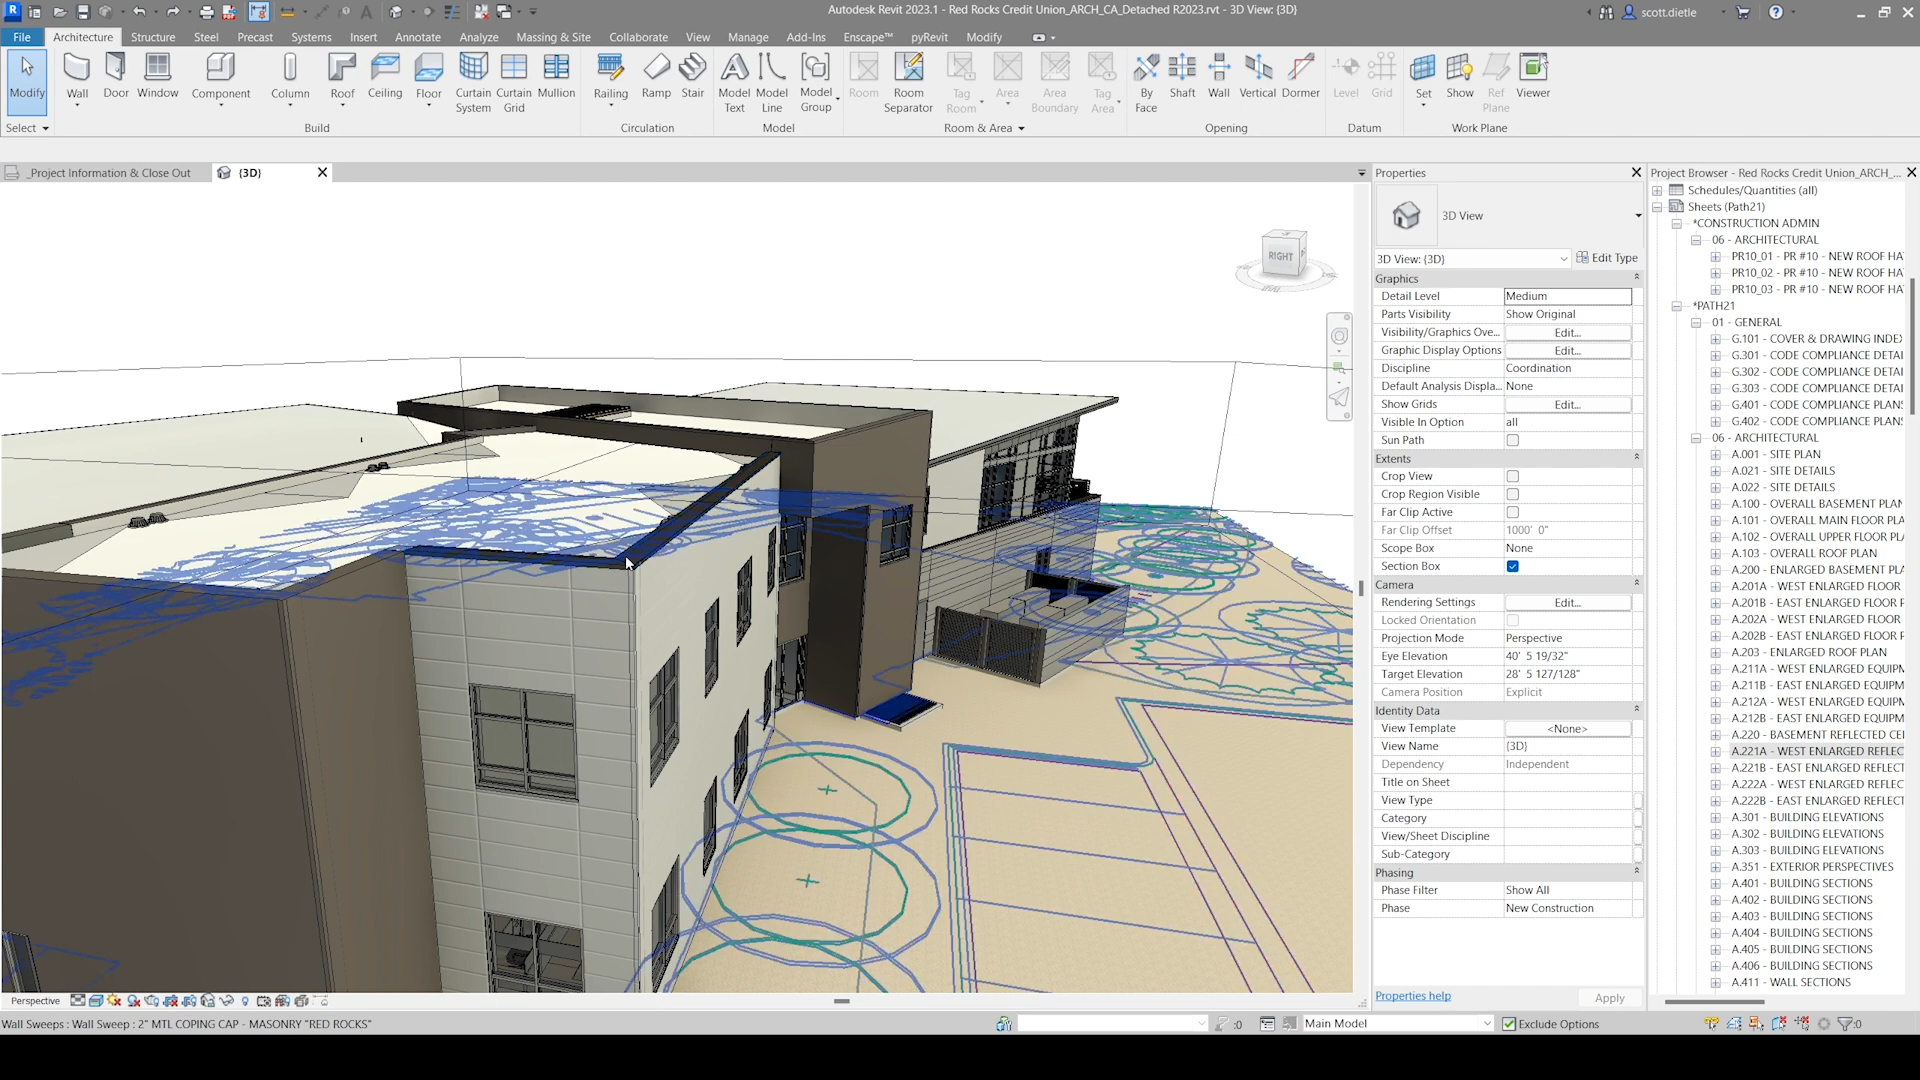 Autodesk Revit 2023.1 - Red Rocks Credit Union_ARCH_CA_Detached R2023.rvt - 3D View: {3D}
scott.dietle
File Architecture Structure Steel Precast Systems Insert Annotate Analyze Massing & Site Collaborate View Manage Add-Ins Enscape™ pyRevit Modify
Modify Wall Door Window Component Column Roof Ceiling Floor Curtain System Curtain Grid Mullion Railing Ramp Stair Model Text Model Line Model Group Room Room Separator Tag Room Area Area Boundary Tag Area By Face Shaft Wall Vertical Dormer Level Grid Set Show Ref Plane Viewer
Select Build Circulation Model Room & Area Opening Datum Work Plane
_Project Information & Close Out
{3D}
RIGHT
Properties
3D View
3D View: {3D} Edit Type
Graphics
Detail Level Medium
Parts Visibility Show Original
Visibility/Graphics Ove... Edit...
Graphic Display Options Edit...
Discipline Coordination
Default Analysis Displa... None
Show Grids Edit...
Visible In Option all
Sun Path
Extents
Crop View
Crop Region Visible
Far Clip Active
Far Clip Offset 1000' 0"
Scope Box None
Section Box
Camera
Rendering Settings Edit...
Locked Orientation
Projection Mode Perspective
Eye Elevation 40' 5 19/32"
Target Elevation 28' 5 127/128"
Camera Position Explicit
Identity Data
View Template <None>
View Name {3D}
Dependency Independent
Title on Sheet
View Type
Category
View/Sheet Discipline
Sub-Category
Phasing
Phase Filter Show All
Phase New Construction
Properties help Apply
Project Browser - Red Rocks Credit Union_ARCH_...
Schedules/Quantities (all)
Sheets (Path21)
*CONSTRUCTION ADMIN
06 - ARCHITECTURAL
PR10_01 - PR #10 - NEW ROOF HA
PR10_02 - PR #10 - NEW ROOF HA
PR10_03 - PR #10 - NEW ROOF HA
*PATH21
01 - GENERAL
G.101 - COVER & DRAWING INDE
G.301 - CODE COMPLIANCE DETAI
G.302 - CODE COMPLIANCE DETAI
G.303 - CODE COMPLIANCE DETAI
G.401 - CODE COMPLIANCE PLANS
G.402 - CODE COMPLIANCE PLANS
06 - ARCHITECTURAL
A.001 - SITE PLAN
A.021 - SITE DETAILS
A.022 - SITE DETAILS
A.100 - OVERALL BASEMENT PLAN
A.101 - OVERALL MAIN FLOOR PLA
A.102 - OVERALL UPPER FLOOR PL
A.103 - OVERALL ROOF PLAN
A.200 - ENLARGED BASEMENT PLA
A.201A - WEST ENLARGED FLOOR
A.201B - EAST ENLARGED FLOOR P
A.202A - WEST ENLARGED FLOOR
A.202B - EAST ENLARGED FLOOR P
A.203 - ENLARGED ROOF PLAN
A.211A - WEST ENLARGED EQUIPM
A.211B - EAST ENLARGED EQUIPM
A.212A - WEST ENLARGED EQUIPM
A.212B - EAST ENLARGED EQUIPM
A.220 - BASEMENT REFLECTED CEI
A.221A - WEST ENLARGED REFLEC
A.221B - EAST ENLARGED REFLECT
A.222A - WEST ENLARGED REFLEC
A.222B - EAST ENLARGED REFLECT
A.301 - BUILDING ELEVATIONS
A.302 - BUILDING ELEVATIONS
A.303 - BUILDING ELEVATIONS
A.351 - EXTERIOR PERSPECTIVES
A.401 - BUILDING SECTIONS
A.402 - BUILDING SECTIONS
A.403 - BUILDING SECTIONS
A.404 - BUILDING SECTIONS
A.405 - BUILDING SECTIONS
A.406 - BUILDING SECTIONS
A.411 - WALL SECTIONS
Perspective
Wall Sweeps : Wall Sweep : 2" MTL COPING CAP - MASONRY "RED ROCKS"
:0 Main Model Exclude Options :0